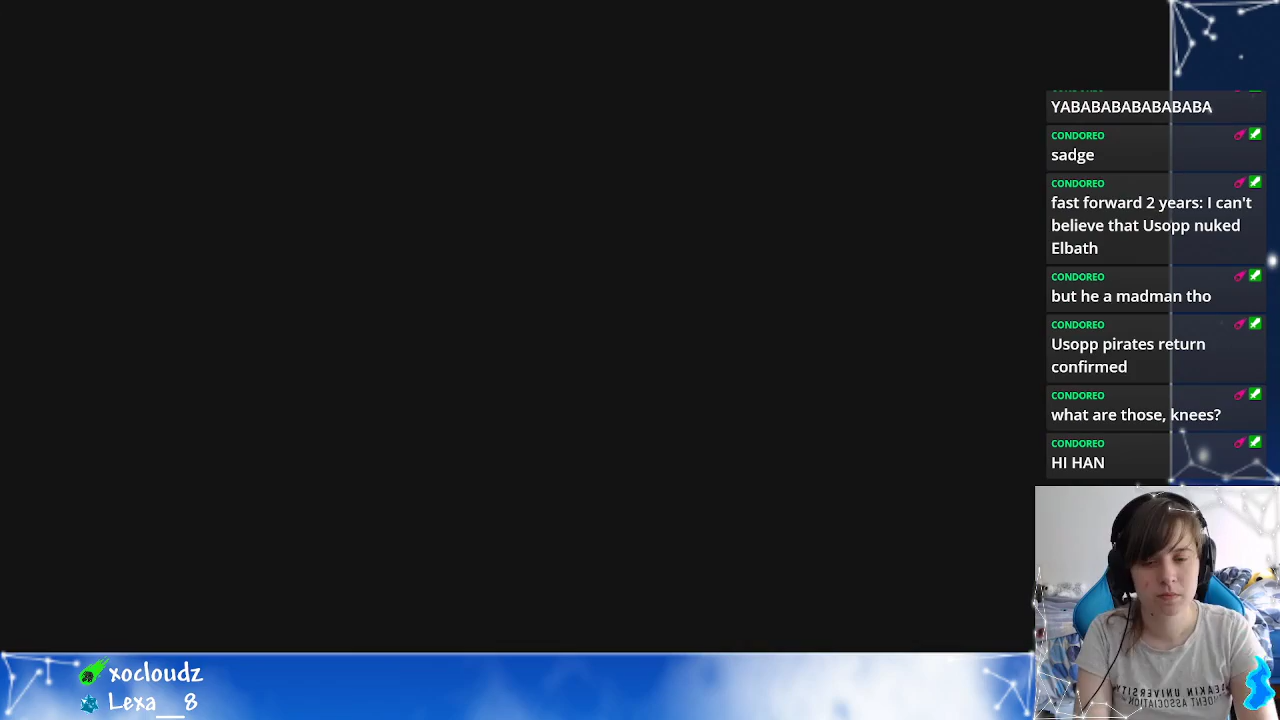 YABABABABABABABA
CONDOREO
sadge
CONDOREO
fast forward 2 years: I can't
believe that Usopp nuked
Elbath
CONDOREO
but he a madman tho
CONDOREO
Usopp pirates return
confirmed
CONDOREO
what are those, knees?
CONDOREO
HI HAN
xocloudz
Lexa__8